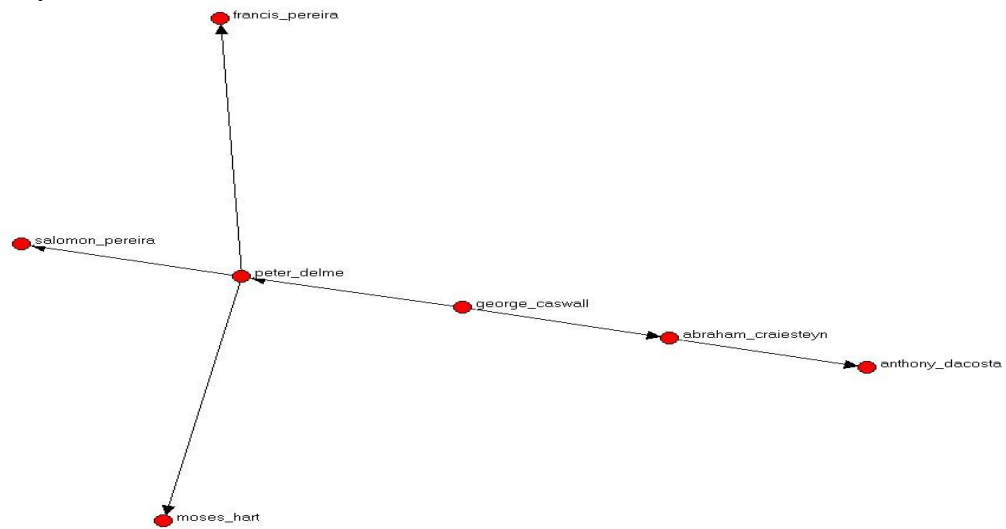 francis_pereira
salomon_pereira
peter_delme
george_caswall
abraham_craiesteyn
anthony_dacosta
moses_hart